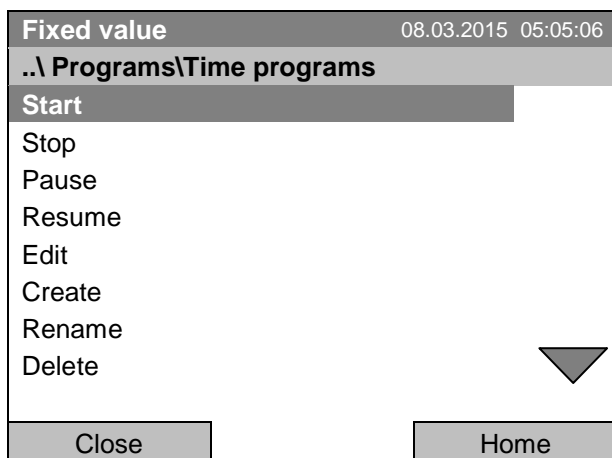 Fixed value 08.03.2015 05:05:06
..\ Programs\Time programs
Start
Stop
Pause
Resume
Edit
Create
Rename
Delete
Close Home